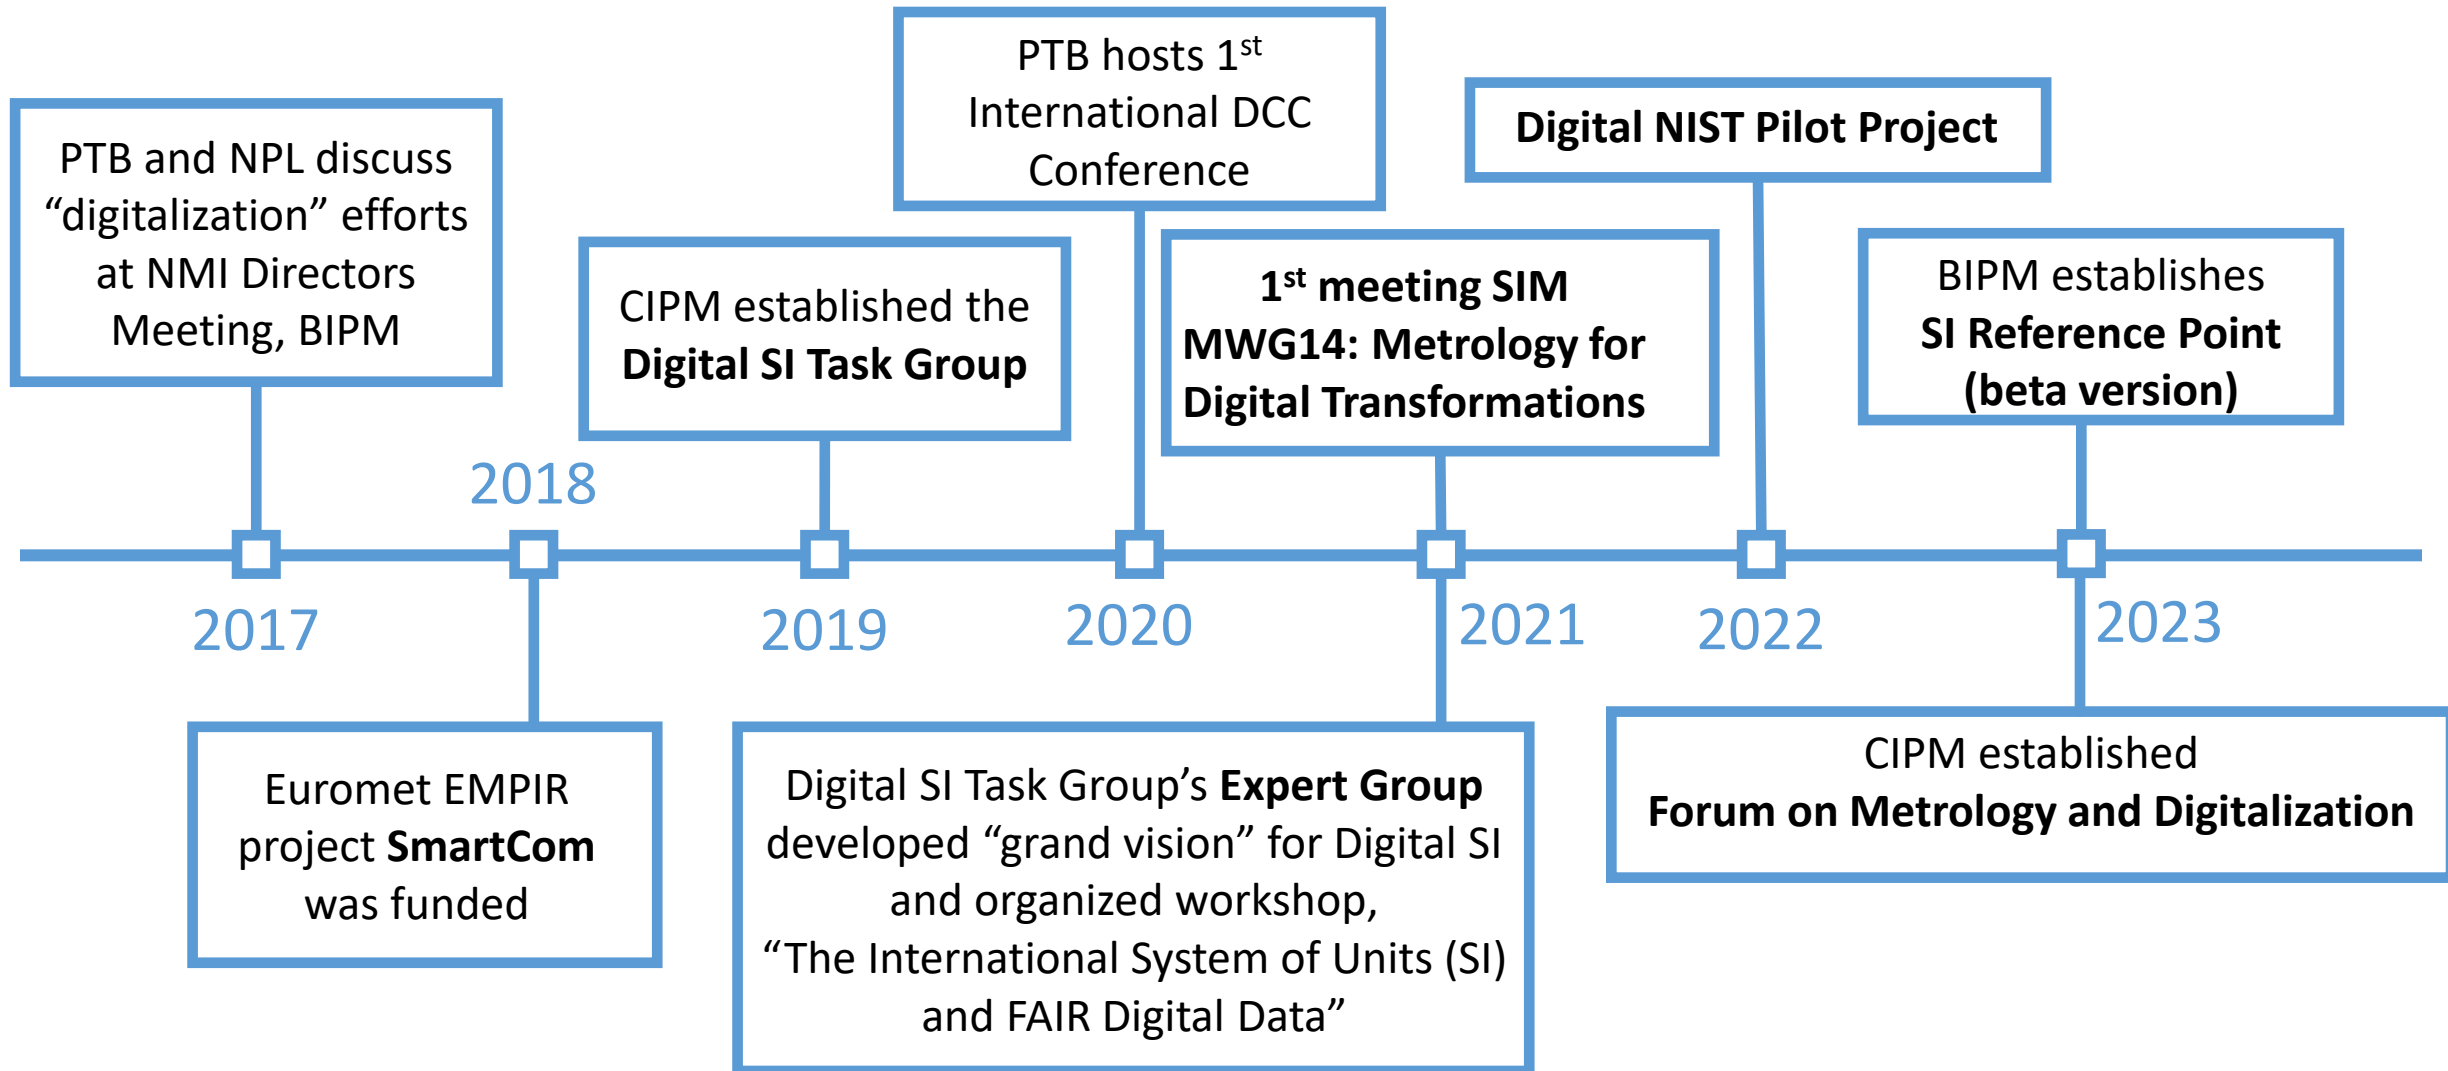 PTB and NPL discuss
“digitalization” efforts
at NMI Directors
Meeting, BIPM
2017
2018
Euromet EMPIR
project SmartCom
was funded
CIPM established the
Digital SI Task Group
2019
PTB hosts 1st
International DCC
Conference
2020
1st meeting SIM
MWG14: Metrology for
Digital Transformations
2021
Digital SI Task Group’s Expert Group
developed “grand vision” for Digital SI
and organized workshop,
“The International System of Units (SI)
and FAIR Digital Data”
Digital NIST Pilot Project
2022
BIPM establishes
SI Reference Point
(beta version)
2023
CIPM established
Forum on Metrology and Digitalization